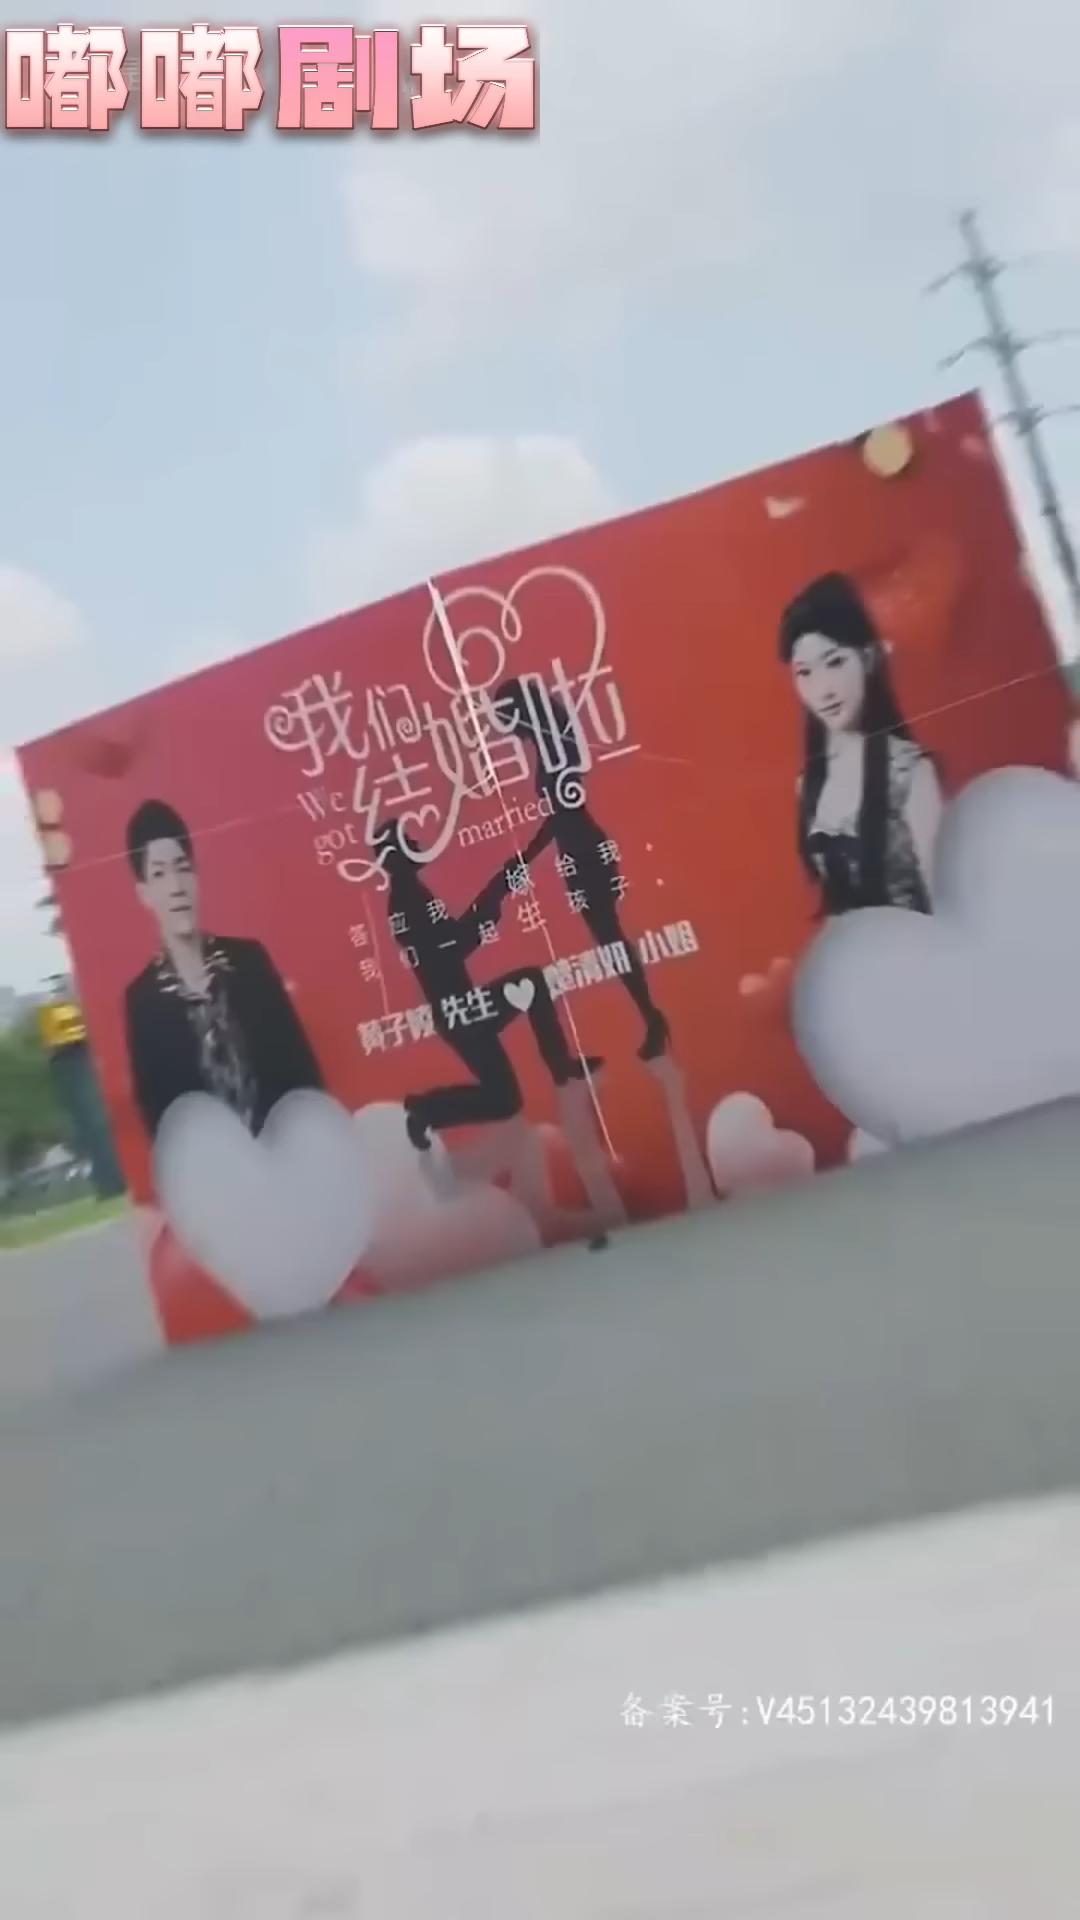 嘟嘟剧场
我们
结婚啦
We
got
married
答应我，嫁给我，
我们一起生孩子。
先生 小姐
备案号:V45132439813941